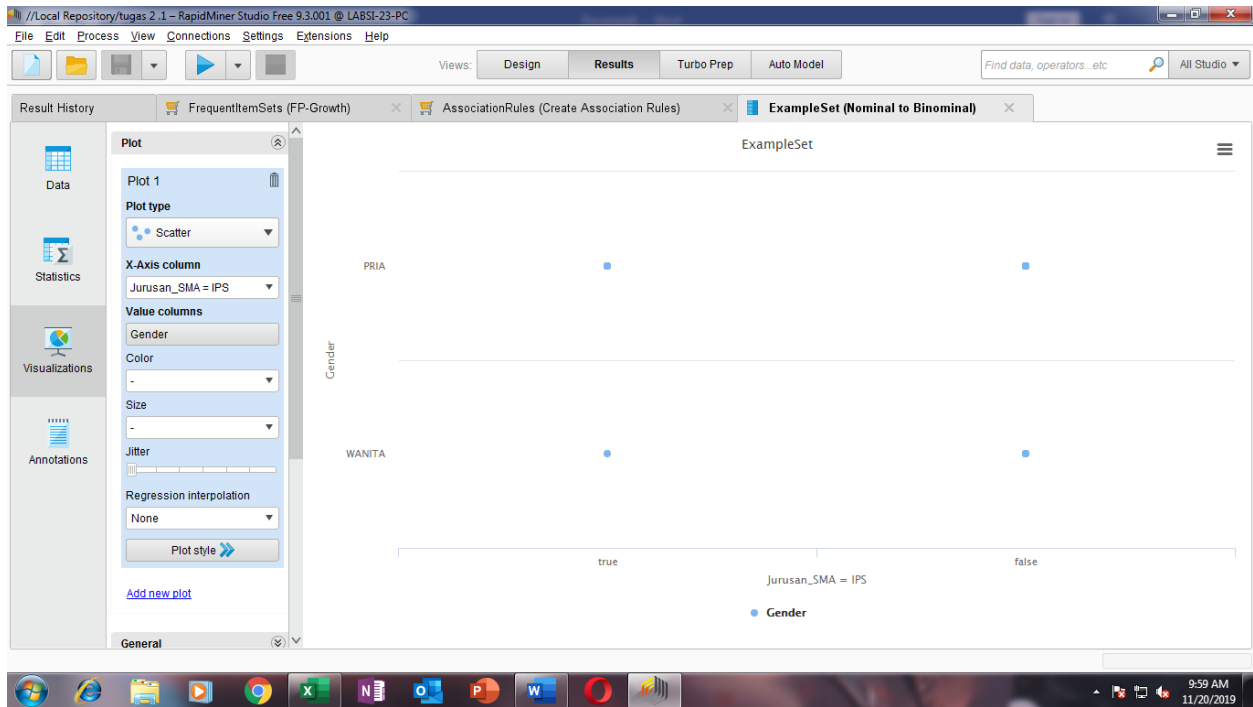 //Local Repository/tugas 2 .1 – RapidMiner Studio Free 9.3.001 @ LABSI-23-PC
File Edit Process View Connections Settings Extensions Help
Views: Design Results Turbo Prep Auto Model Find data, operators...etc All Studio
Result History FrequentItemSets (FP-Growth) AssociationRules (Create Association Rules) ExampleSet (Nominal to Binominal)
Data
Statistics
Visualizations
Annotations
Plot
Plot 1
Plot type
Scatter
X-Axis column
Jurusan_SMA = IPS
Value columns
Gender
Color
-
Size
-
Jitter
Regression interpolation
None
Plot style
Add new plot
General
ExampleSet
PRIA
Gender
WANITA
true false
Jurusan_SMA = IPS
Gender
9:59 AM
11/20/2019